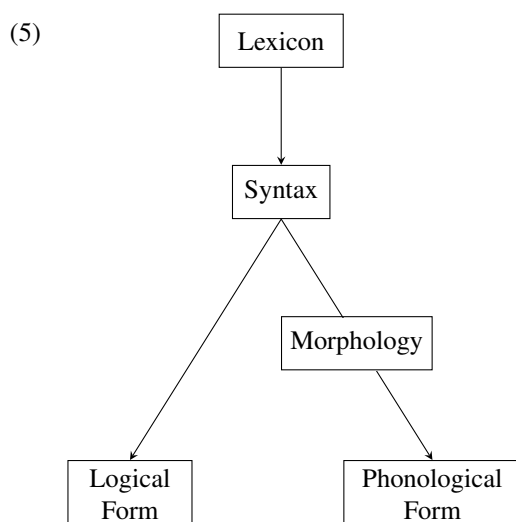 (5)
Lexicon
Syntax
Morphology
Logical
Form
Phonological
Form